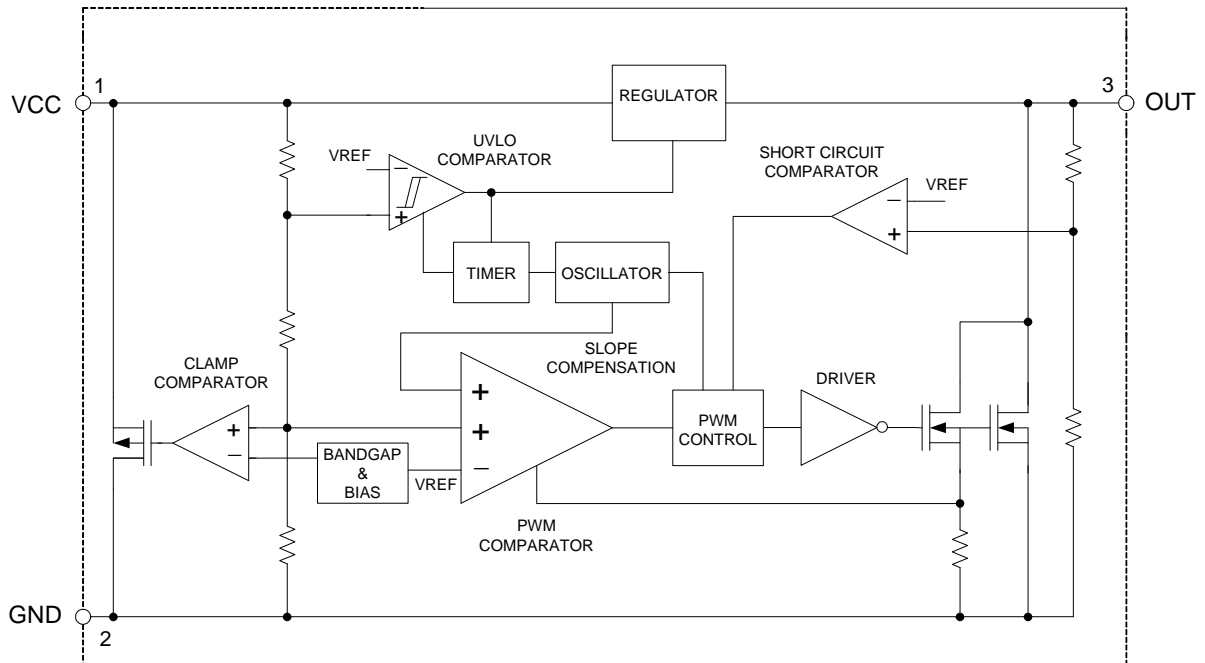 1
3
VCC
REGULATOR
OUT
UVLO
COMPARATOR
VREF
−
+
SHORT CIRCUIT
COMPARATOR
−
VREF
+
TIMER
OSCILLATOR
SLOPE
COMPENSATION
CLAMP
COMPARATOR
+
−
BANDGAP
&
BIAS
VREF
+
+
−
PWM
COMPARATOR
PWM
CONTROL
DRIVER
GND
2